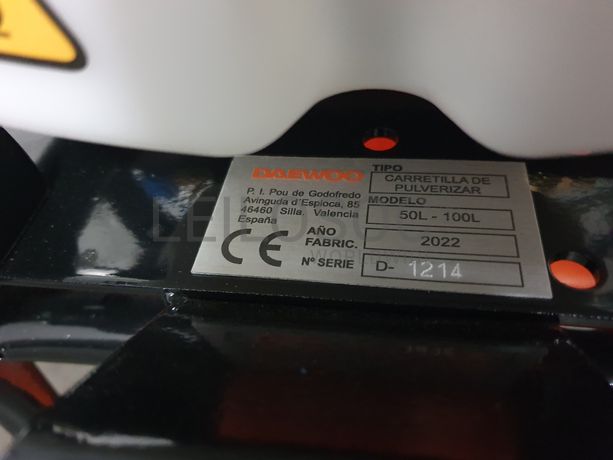 DAEWOO
P. I. Pou de Godofredo
Avinguda d'Espioca, 85
46460 Silla. Valencia
España
CE
TIPO
CARRETILLA DE
PULVERIZAR
MODELO
50L - 100L
AÑO
FABRIC.
2022
Nº SERIE
D- 1214